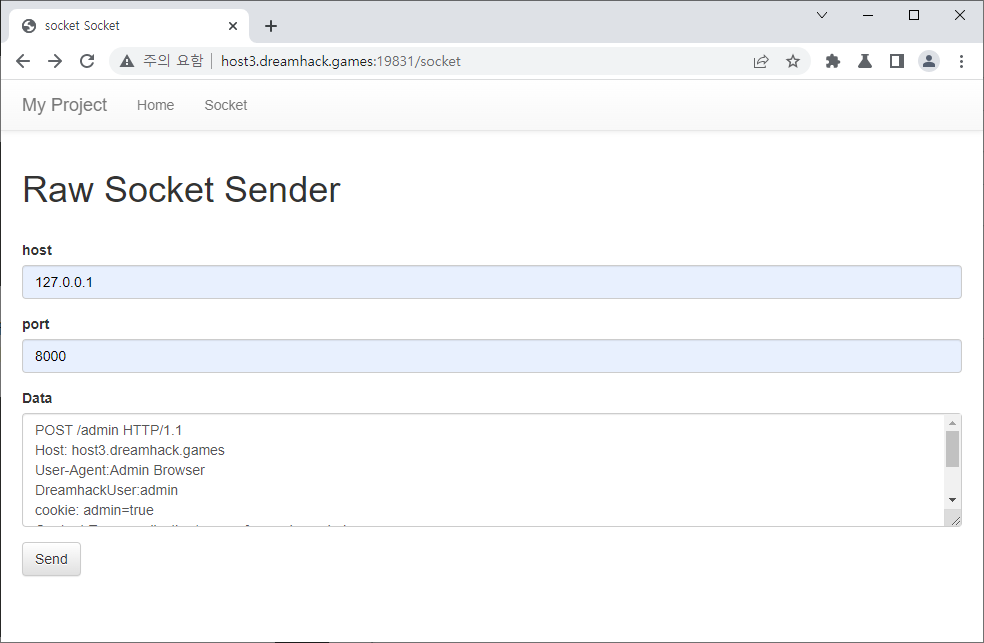 socket Socket
주의 요함 host3.dreamhack.games:19831/socket
My Project Home Socket
Raw Socket Sender
host
127.0.0.1
port
8000
Data
POST /admin HTTP/1.1
Host: host3.dreamhack.games
User-Agent:Admin Browser
DreamhackUser:admin
cookie: admin=true
Send